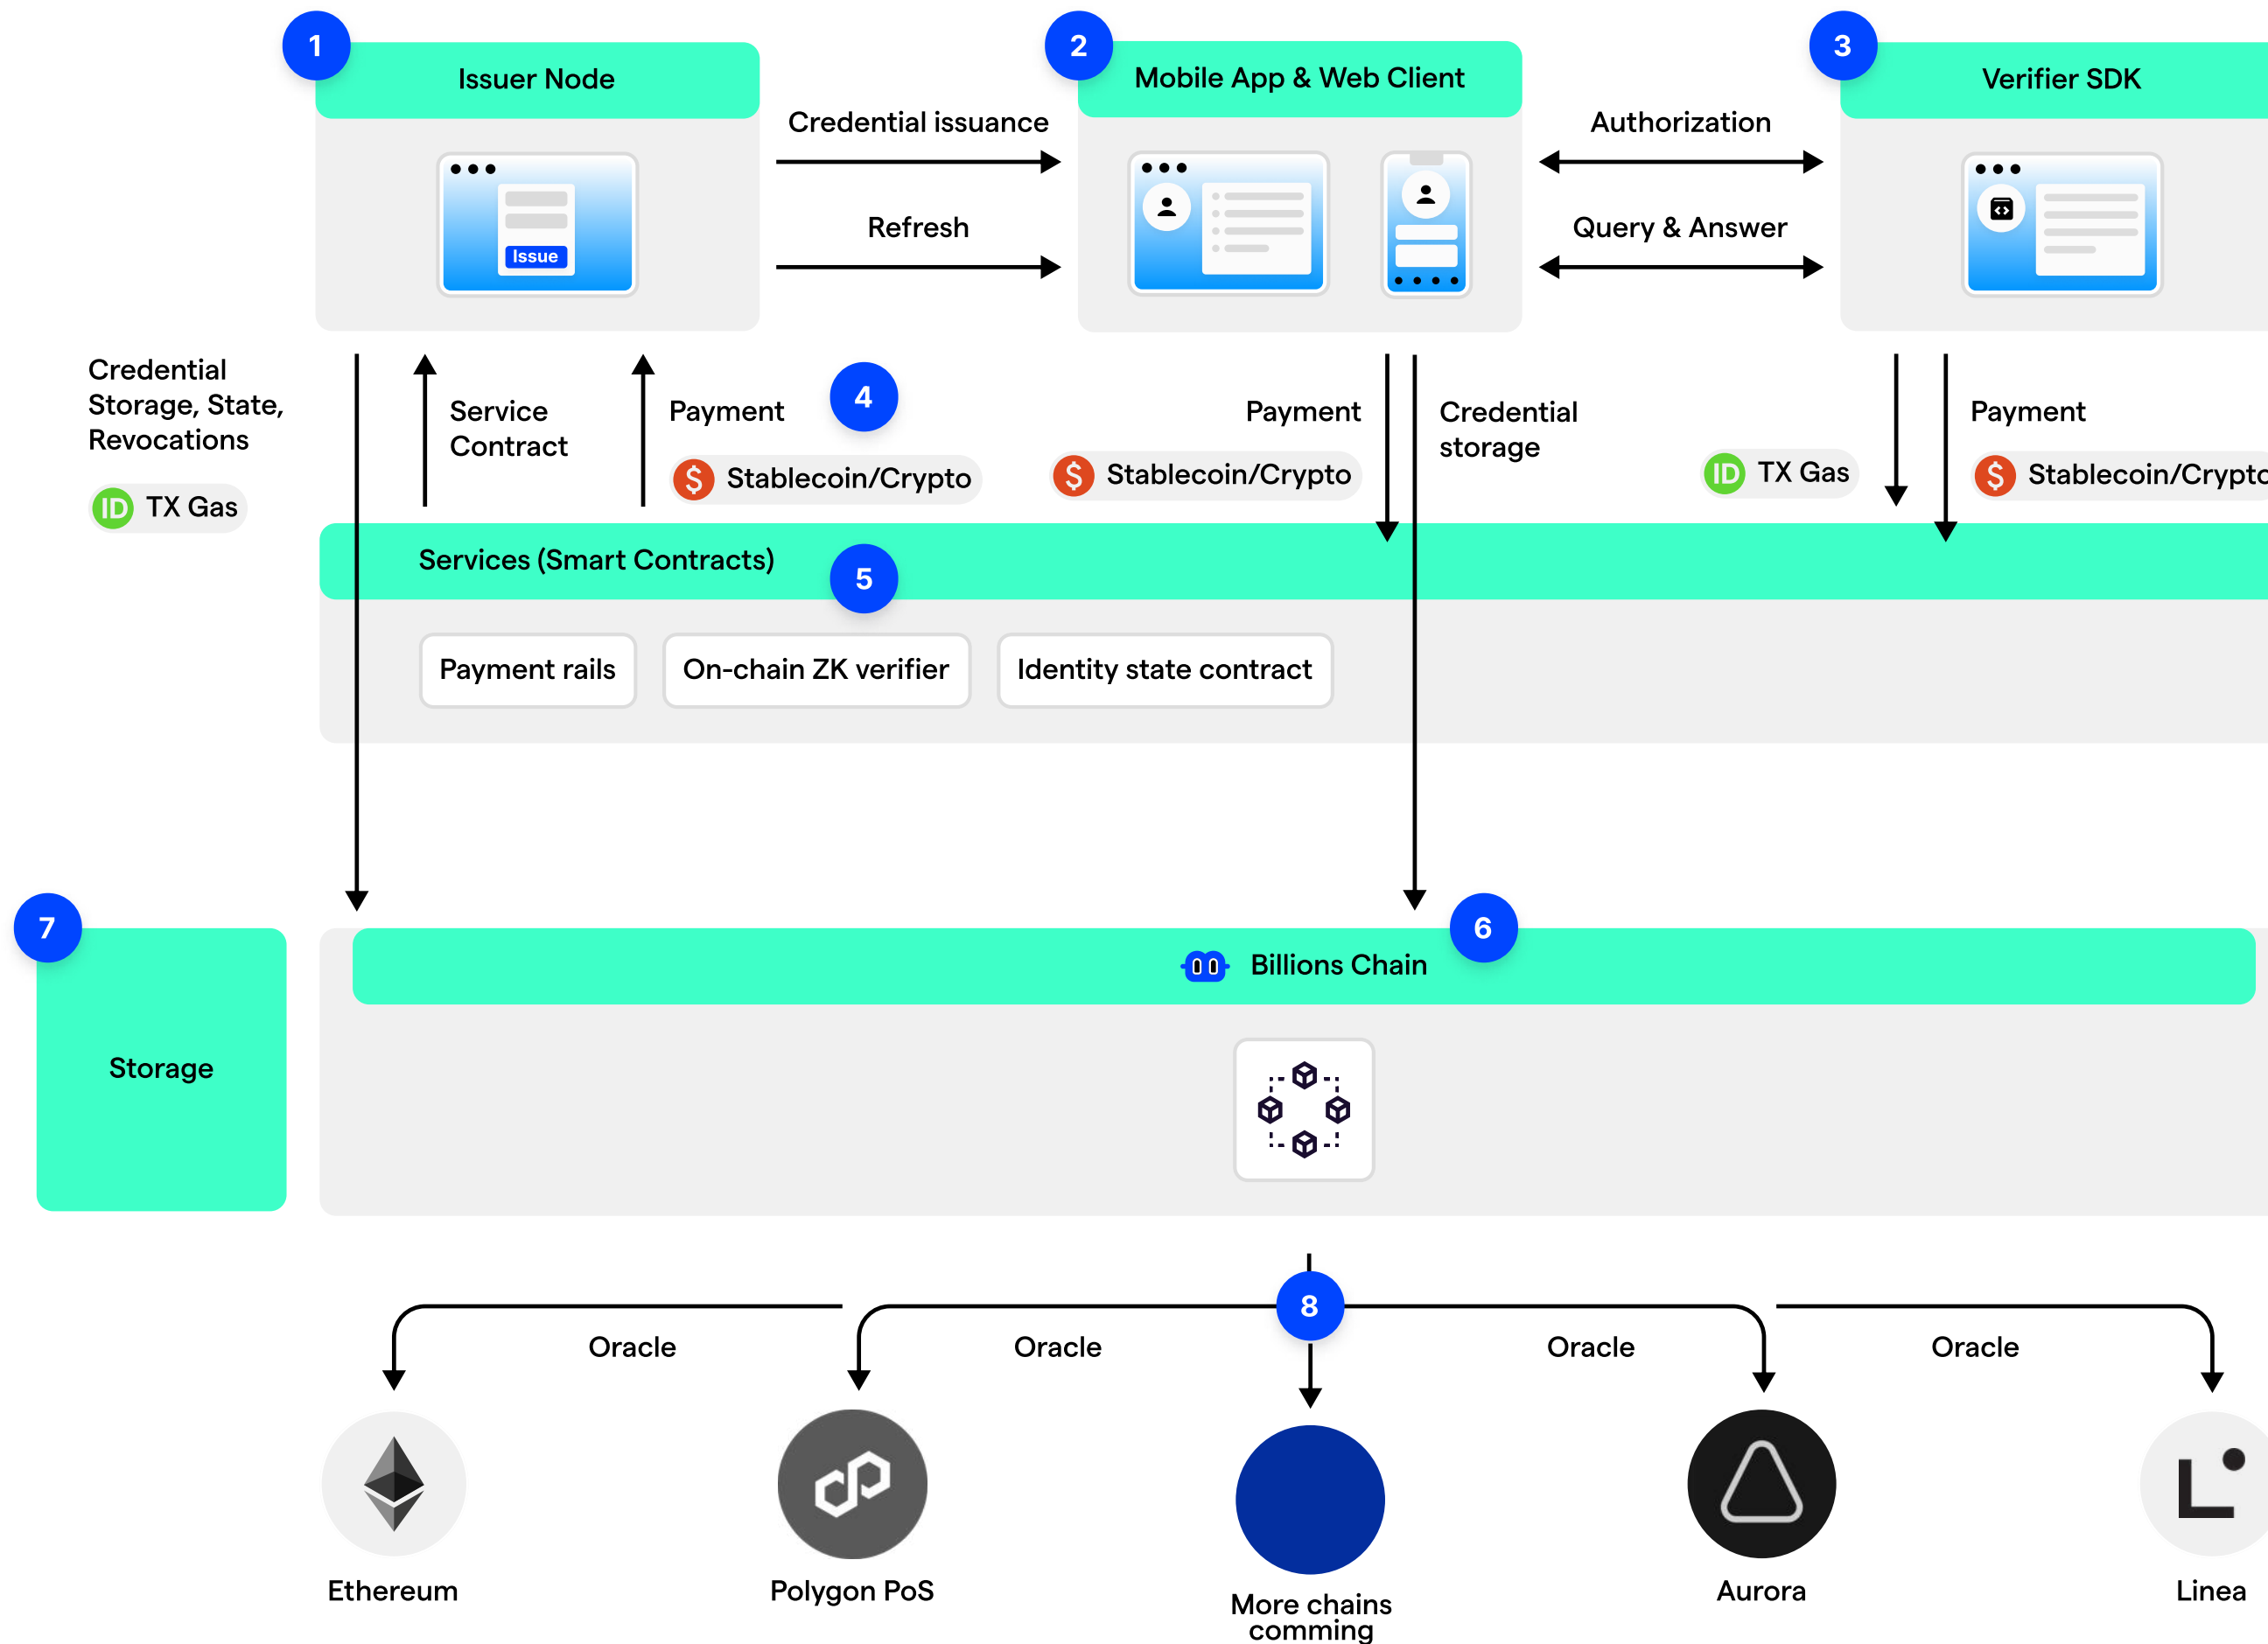 1
Issuer Node
2
Mobile App & Web Client
3
Verifier SDK
Credential issuance
Authorization
Issue
Refresh
Query & Answer
Credential
Storage, State,
Revocations
ID TX Gas
Service
Contract
Payment
4
$ Stablecoin/Crypto
Payment
$ Stablecoin/Crypto
Credential
storage
ID TX Gas
Payment
$ Stablecoin/Crypto
Services (Smart Contracts)
5
Payment rails
On-chain ZK verifier
Identity state contract
7
Storage
Billions Chain
6
8
Oracle
Oracle
Oracle
Oracle
Ethereum
Polygon PoS
More chains
comming
Aurora
Linea